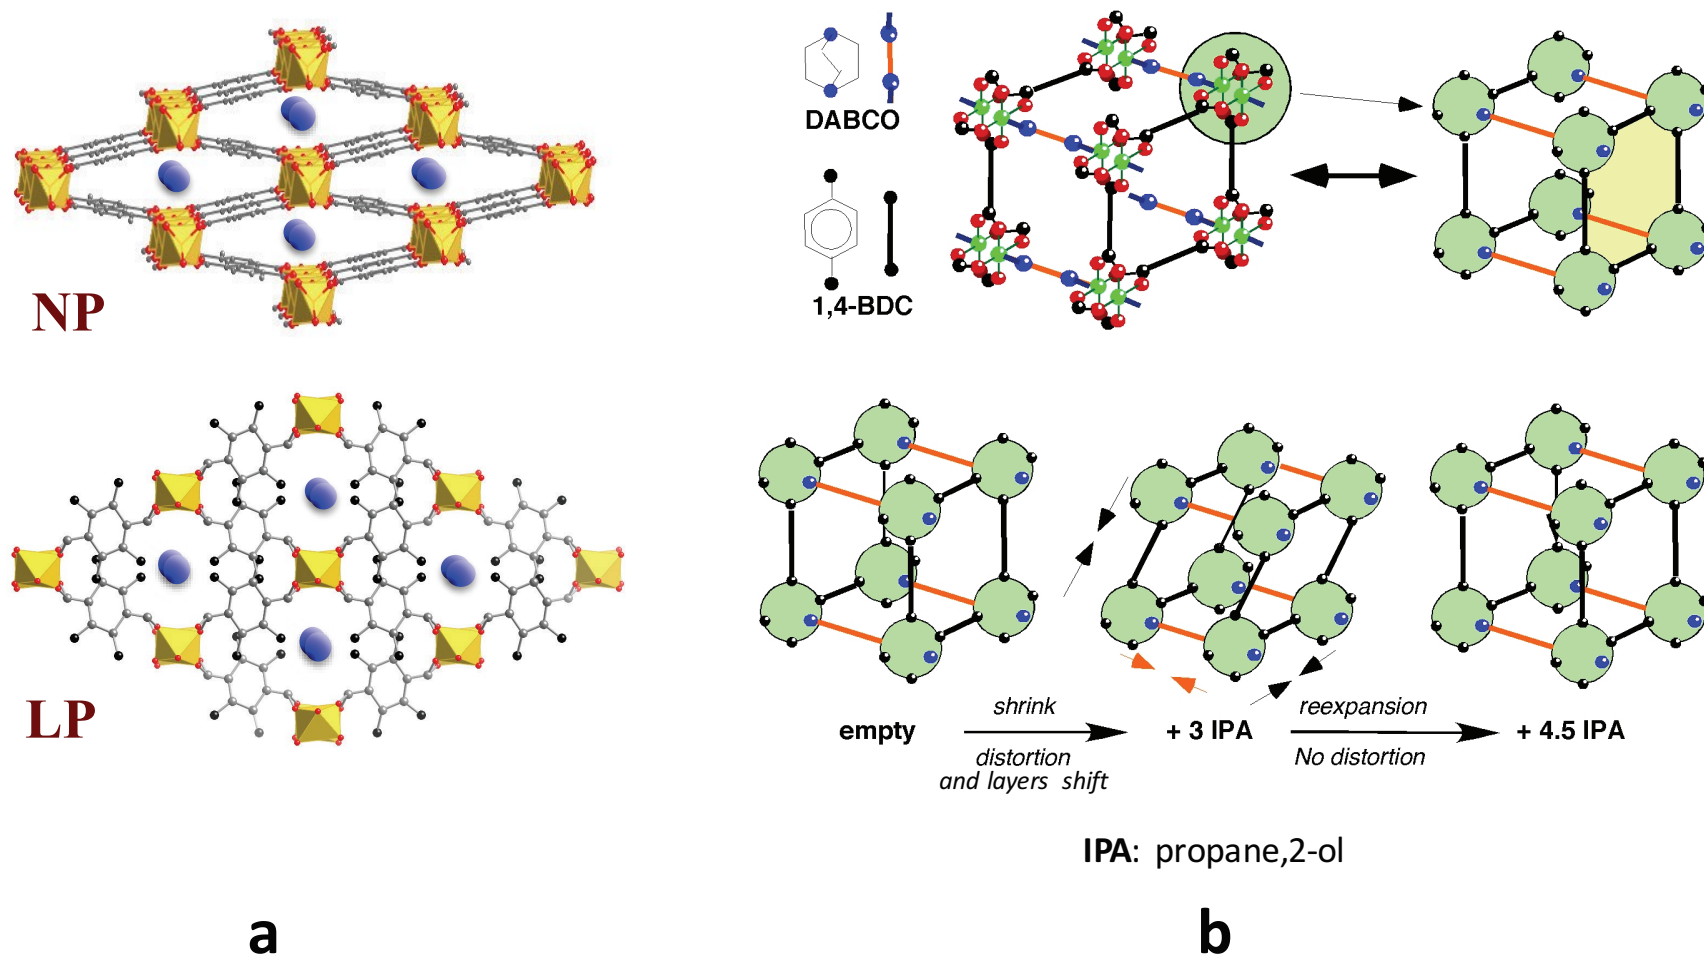 NP
LP
a
DABCO
1,4-BDC
empty
shrink
distortion
and layers shift
+ 3 IPA
reexpansion
No distortion
+ 4.5 IPA
IPA: propane,2-ol
b